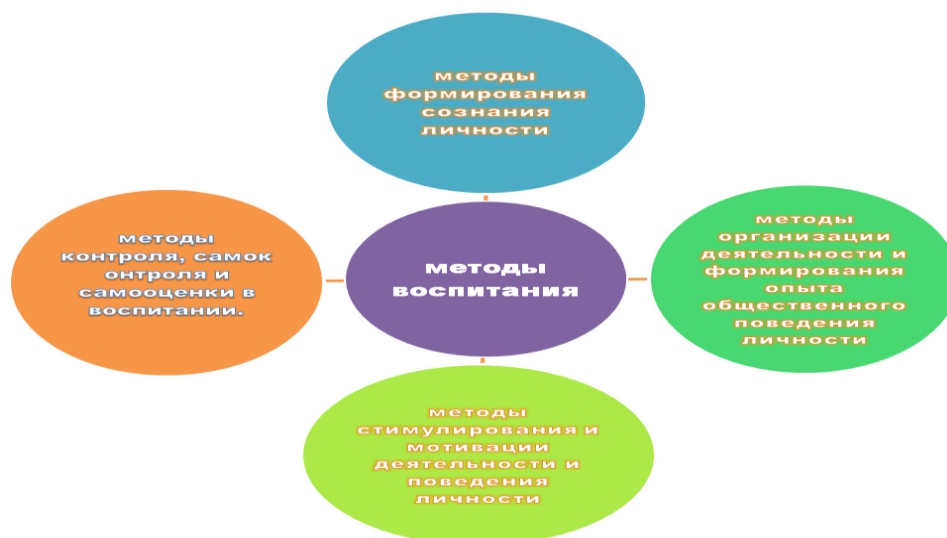 методы
формирования
сознания
личности
методы
контроля, самок
онтроля и
самооценки в
воспитании.
методы
воспитания
методы
организации
деятельности и
формирования
опыта
общественного
поведения
личности
методы
стимулирования и
мотивации
деятельности и
поведения
личности